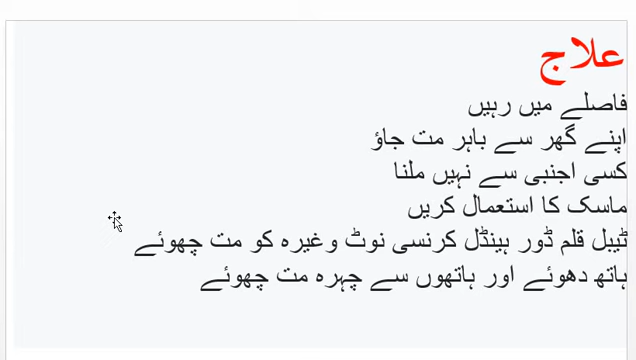 علاج
فاصلے میں رہیں
اپنے گھر سے باہر مت جاؤ
کسی اجنبی سے نہیں ملنا
ماسک کا استعمال کریں
ٹیبل قلم ڈور ہینڈل کرنسی نوٹ وغیرہ کو مت چھوئے
ہاتھ دھوئے اور ہاتھوں سے چہرہ مت چھوئے